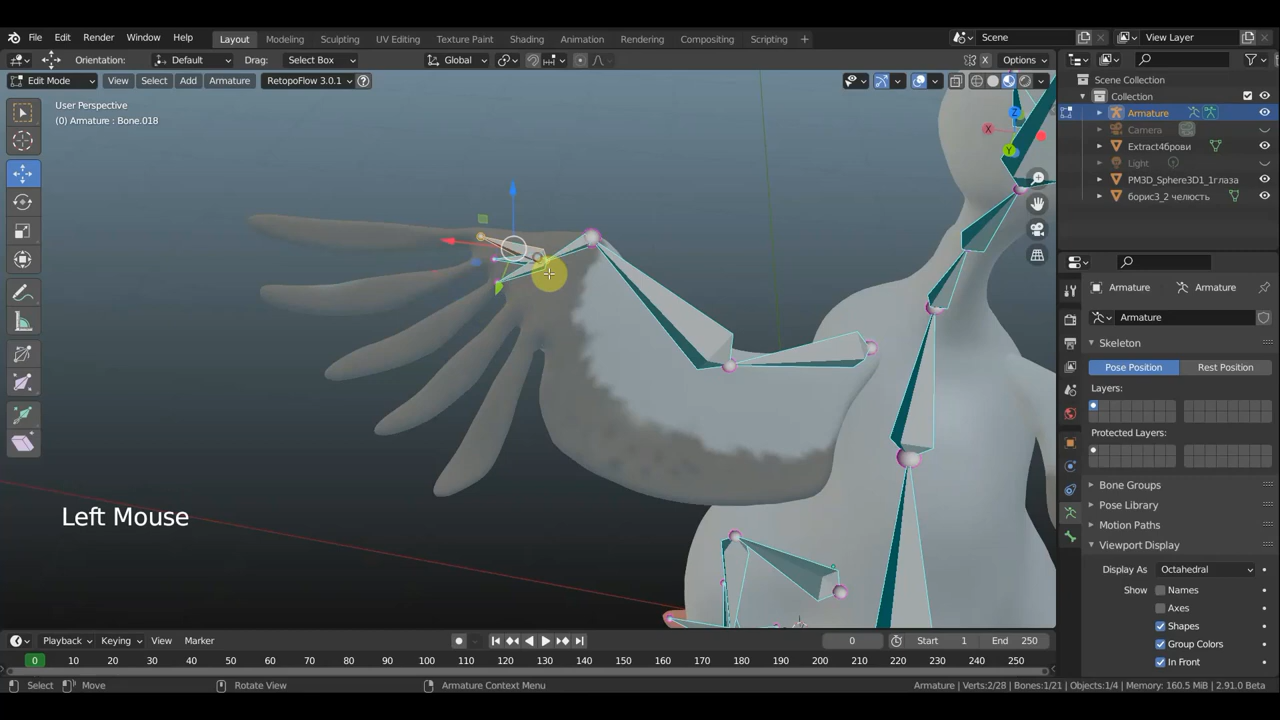 File Edit Render Window Help Layout Modeling Sculpting UV Editing Texture Paint Shading Animation Rendering Compositing Scripting + Scene View Layer
Orientation: Default Drag: Select Box Global X Options
Edit Mode View Select Add Armature RetopoFlow 3.0.1 ?
Scene Collection
Collection
Armature
Camera
Extract4брови
Light
PM3D_Sphere3D1_1глаза
борис3_2 челюсть
User Perspective
(0) Armature : Bone.018
Z
X
Y
Left Mouse
Armature Armature
Armature
Skeleton
Pose Position Rest Position
Layers:
Protected Layers:
Bone Groups
Pose Library
Motion Paths
Viewport Display
Display As Octahedral
Show Names
Axes
Shapes
Group Colors
In Front
Playback Keying View Marker 0 Start 1 End 250
0 10 20 30 40 50 60 70 80 90 100 110 120 130 140 150 160 170 180 190 200 210 220 230 240 250
Select Move Rotate View Armature Context Menu Armature | Verts:2/28 | Bones:1/21 | Objects:1/4 | Memory: 160.5 MiB | 2.91.0 Beta